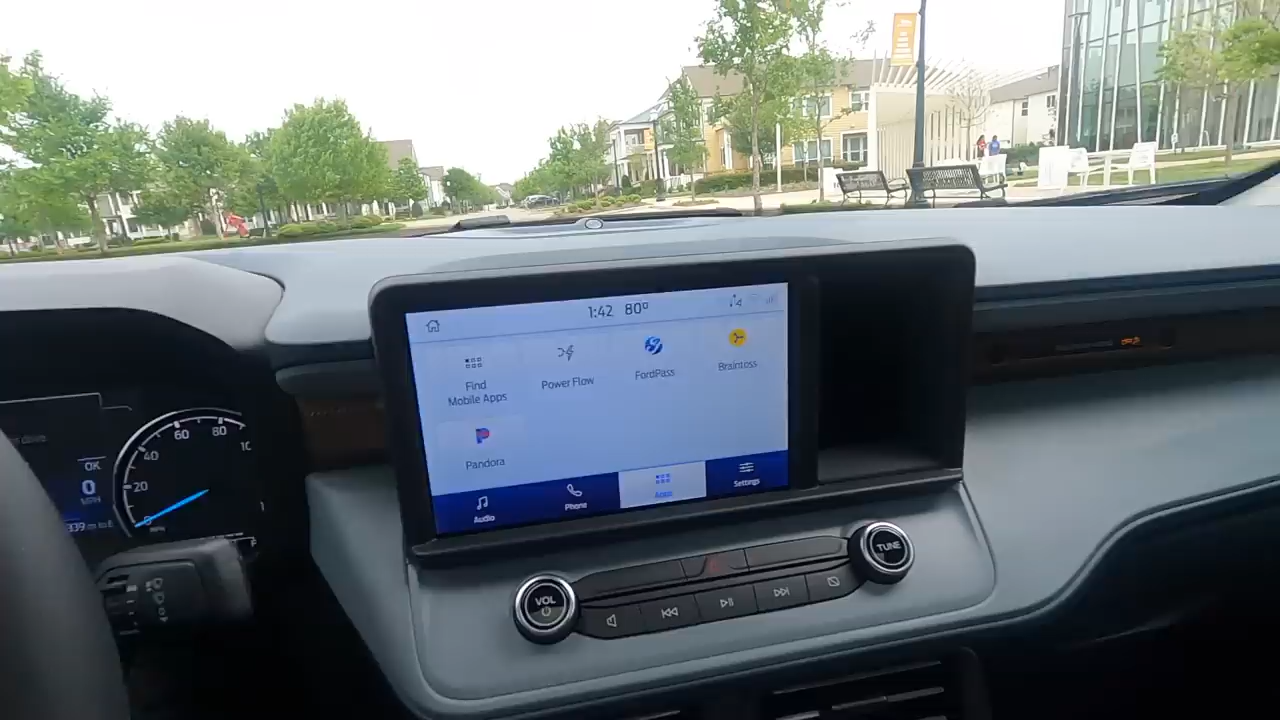 1:42 80°
Find
Mobile Apps
Power Flow
FordPass
Braintoss
Pandora
Audio
Phone
Apps
Settings
OK
0
MPH
20
40
60
80
VOL
TUNE